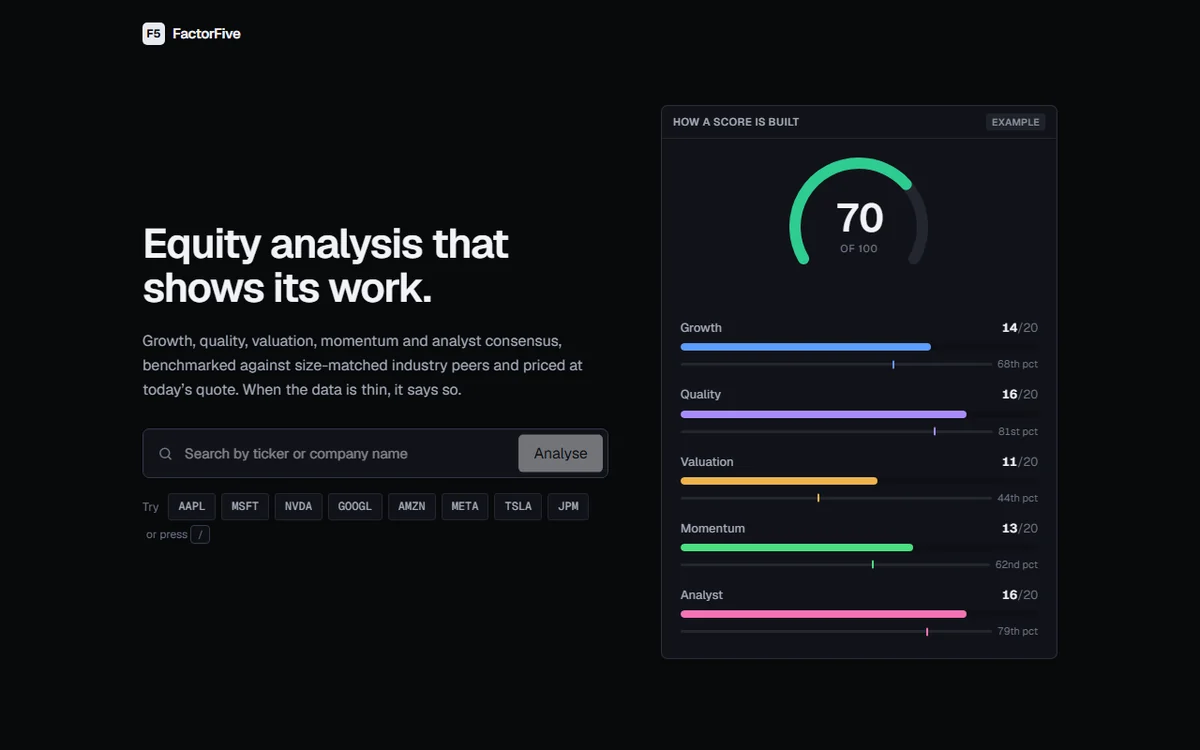 F5 FactorFive
Equity analysis that
shows its work.
Growth, quality, valuation, momentum and analyst consensus,
benchmarked against size-matched industry peers and priced at
today’s quote. When the data is thin, it says so.
Search by ticker or company name Analyse
Try AAPL MSFT NVDA GOOGL AMZN META TSLA JPM
or press /
HOW A SCORE IS BUILT EXAMPLE
70
OF 100
Growth 14/20
68th pct
Quality 16/20
81st pct
Valuation 11/20
44th pct
Momentum 13/20
62nd pct
Analyst 16/20
79th pct